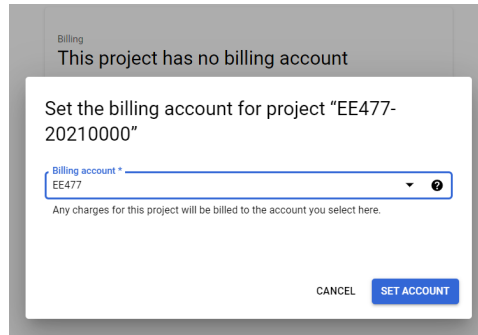 Billing
This project has no billing account
Set the billing account for project “EE477-
20210000”
Billing account *
EE477
Any charges for this project will be billed to the account you select here.
CANCEL
SET ACCOUNT